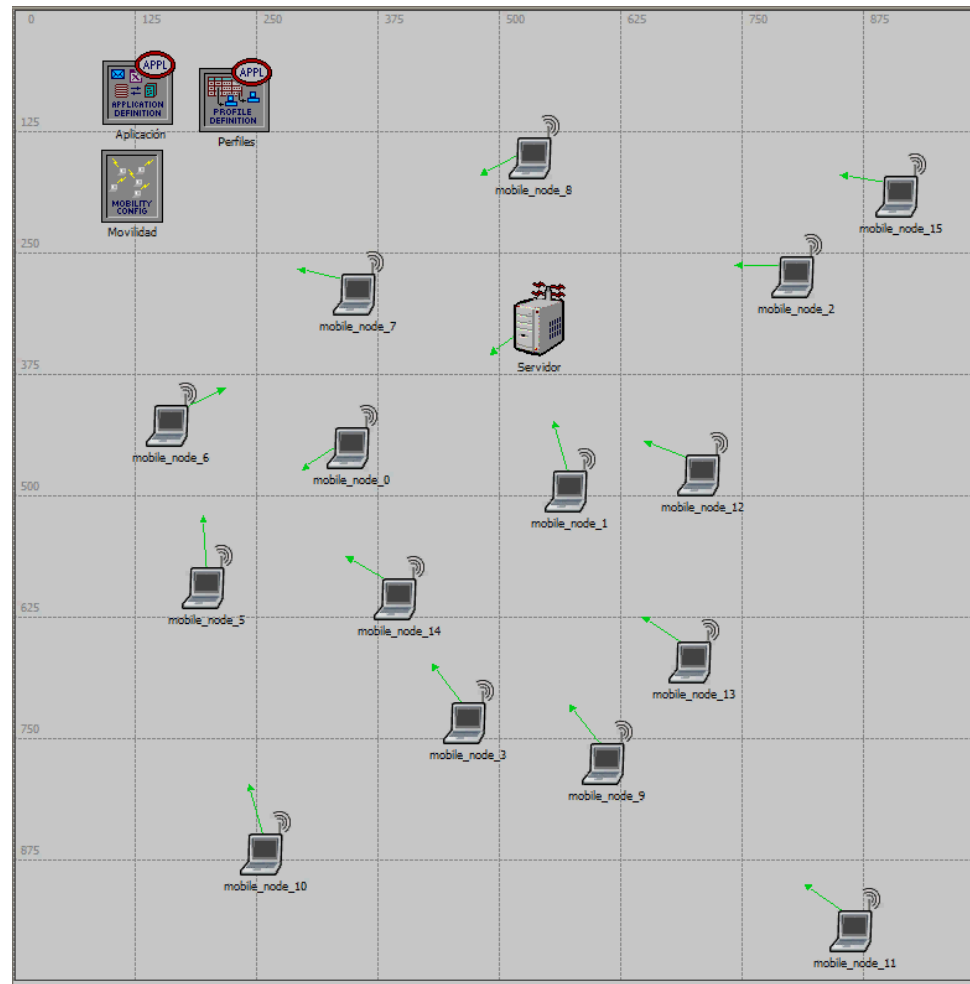 0 125 250 375 500 625 750 875
APPL
APPLICATION
DEFINITION
Aplicación
APPL
PROFILE
DEFINITION
Perfiles
125
mobile_node_8
MOBILITY
CONFIG
Movilidad
mobile_node_15
250
mobile_node_2
mobile_node_7
Servidor
375
mobile_node_6
mobile_node_0
mobile_node_12
500
mobile_node_1
mobile_node_5
625
mobile_node_14
mobile_node_13
750
mobile_node_3
mobile_node_9
875
mobile_node_10
mobile_node_11